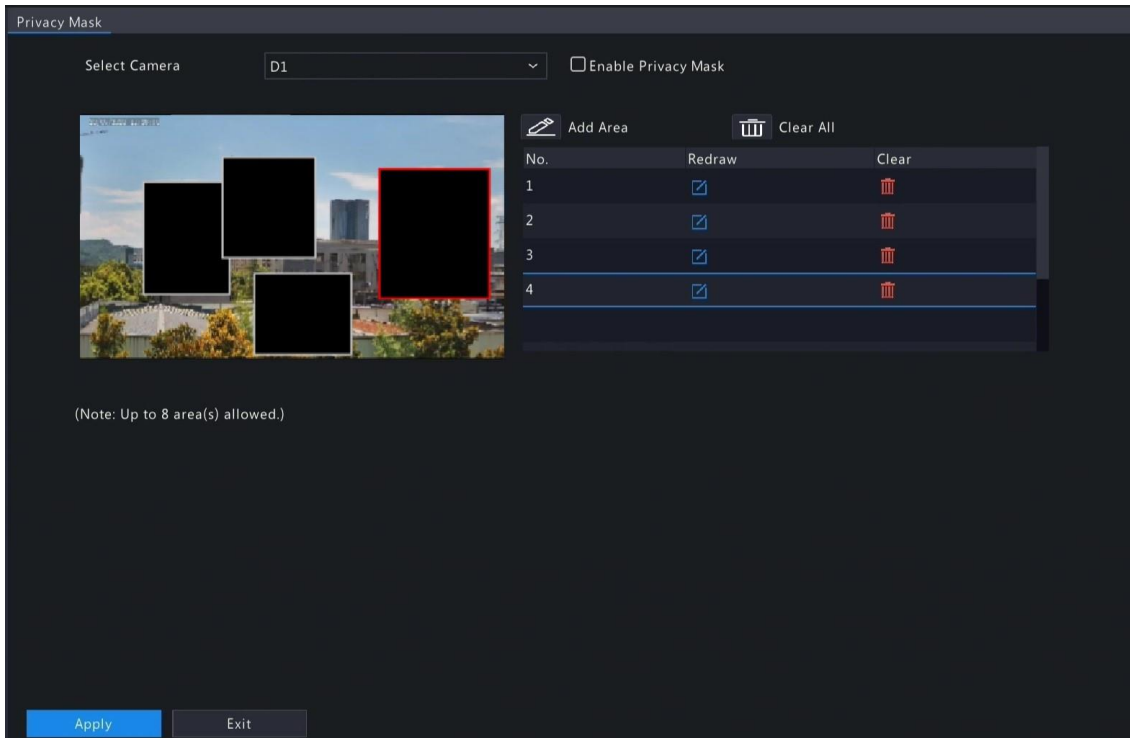 Privacy Mask
Select Camera D1 Enable Privacy Mask
Add Area Clear All
No. Redraw Clear
1
2
3
4
(Note: Up to 8 area(s) allowed.)
Apply Exit